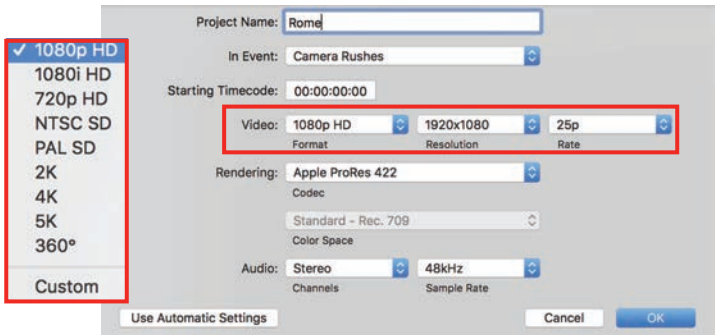 Project Name: Rome
✓ 1080p HD
1080i HD
720p HD
NTSC SD
PAL SD
2K
4K
5K
360°
Custom
In Event: Camera Rushes
Starting Timecode: 00:00:00:00
Video: 1080p HD 1920x1080 25p
Format Resolution Rate
Rendering: Apple ProRes 422
Codec
Standard - Rec. 709
Color Space
Audio: Stereo 48kHz
Channels Sample Rate
Use Automatic Settings Cancel OK